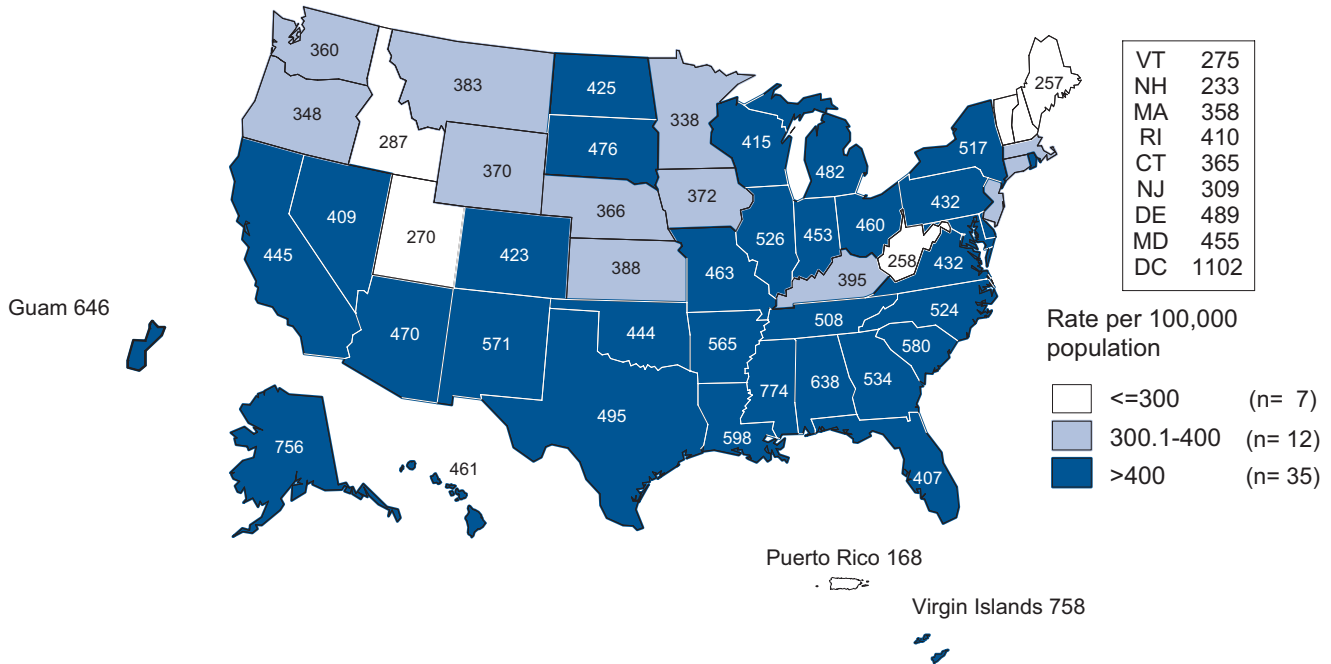 360
383
425
338
257
VT 275
NH 233
MA 358
RI 410
CT 365
NJ 309
DE 489
MD 455
DC 1102
348
287
370
476
415
482
517
432
409
270
366
372
526
453
460
258
432
445
423
388
463
395
Guam 646
470
571
444
565
508
524
580
774
638
534
495
598
407
756
461
Rate per 100,000
population
<=300 (n= 7)
300.1-400 (n= 12)
>400 (n= 35)
Puerto Rico 168
Virgin Islands 758